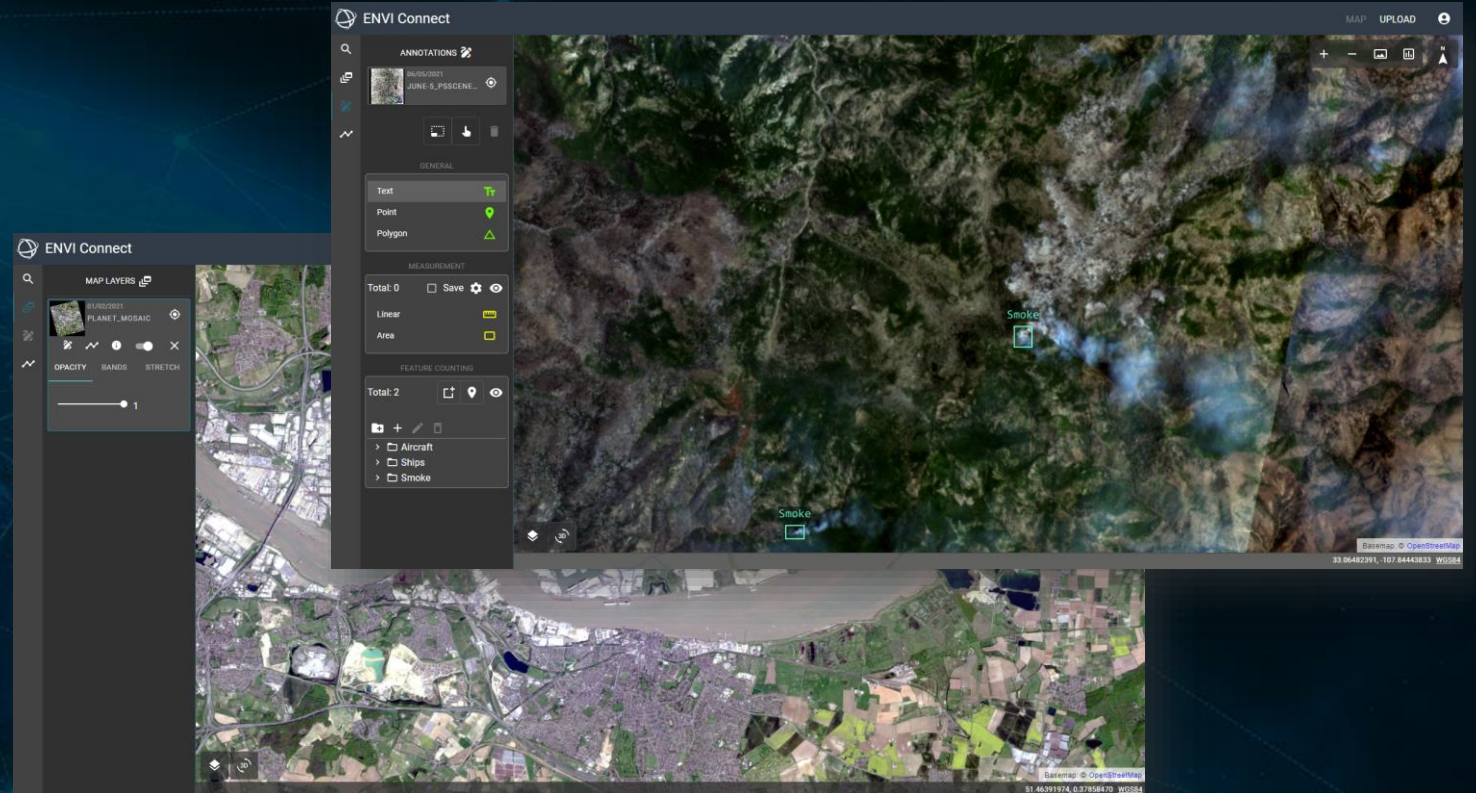 ENVI Connect
MAP UPLOAD
ANNOTATIONS
06/05/2021
JUNE-5_PSSCENE...
GENERAL
Text
Point
Polygon
MEASUREMENT
Total: 0 Save
Linear
Area
FEATURE COUNTING
Total: 2
Aircraft
Ships
Smoke
Smoke
Smoke
3D
Basemap: © OpenStreetMap
33.06482391, -107.84443833 WGS84
ENVI Connect
MAP LAYERS
01/02/2021
PLANET_MOSAIC
OPACITY BANDS STRETCH
1
3D
Basemap: © OpenStreetMap
51.46391974, 0.37858470 WGS84